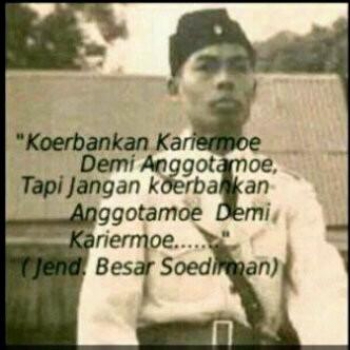 "Koerbankan Kariermoe
Demi Anggotamoe,
Tapi Jangan koerbankan
Anggotamoe Demi
Kariermoe.......".
( Jend. Besar Soedirman)